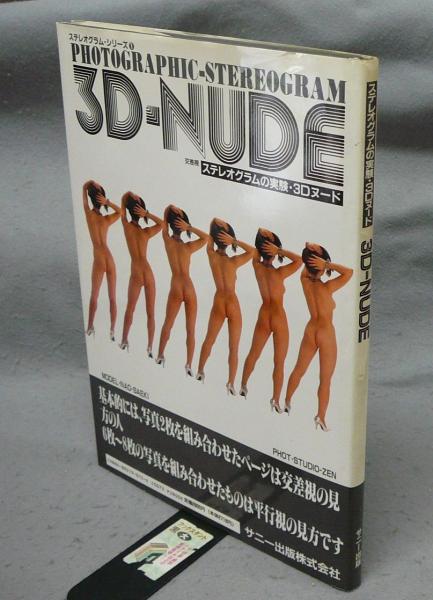 ステレオグラム・シリーズ1
PHOTOGRAPHIC-STEREOGRAM
3D-NUDE
交差用 ステレオグラムの実験・3Dヌード
ステレオグラムの実験・3Dヌード
3D-NUDE
MODEL・NAO・SAEKI
PHOT・STUDIO・ZEN
基本的には、写真2枚を組み合わせたページは交差視の見
方の人
6枚〜8枚の写真を組み合わせたものは平行視の見方です
サニー出版株式会社
サニー出版